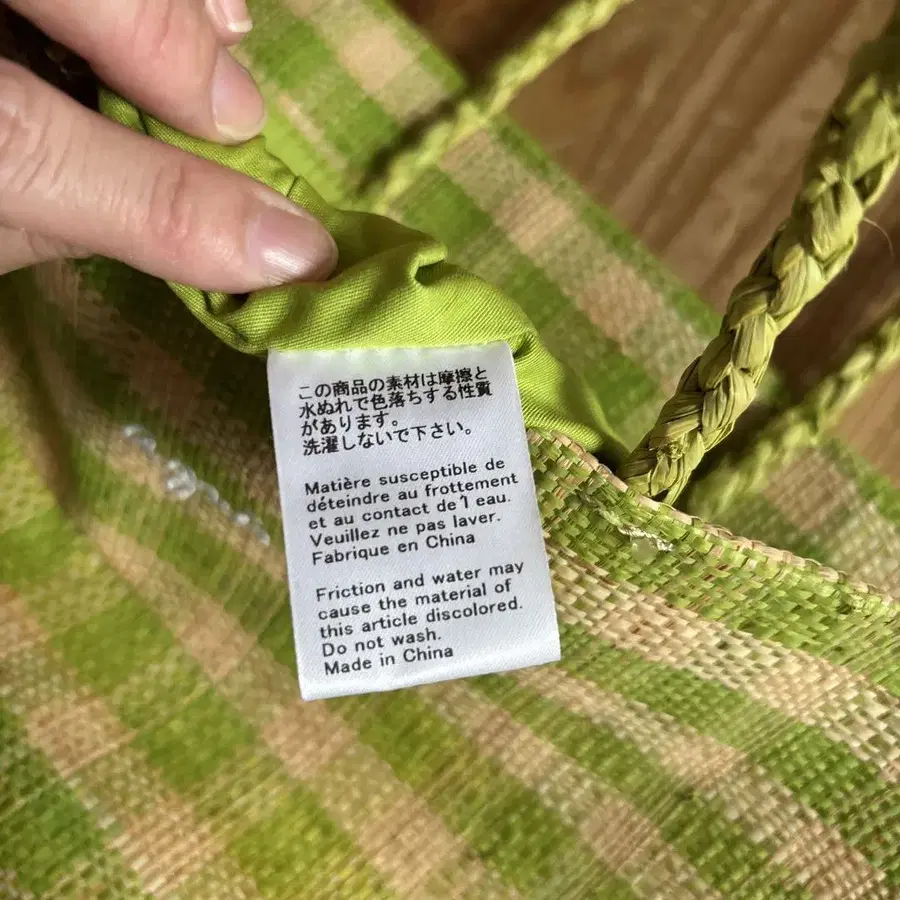 この商品の素材は摩擦と
水ぬれで色落ちする性質
があります。
洗濯しないで下さい。
Matière susceptible de
déteindre au frottement
et au contact de l eau.
Veuillez ne pas laver.
Fabrique en China
Friction and water may
cause the material of
this article discolored.
Do not wash.
Made in China